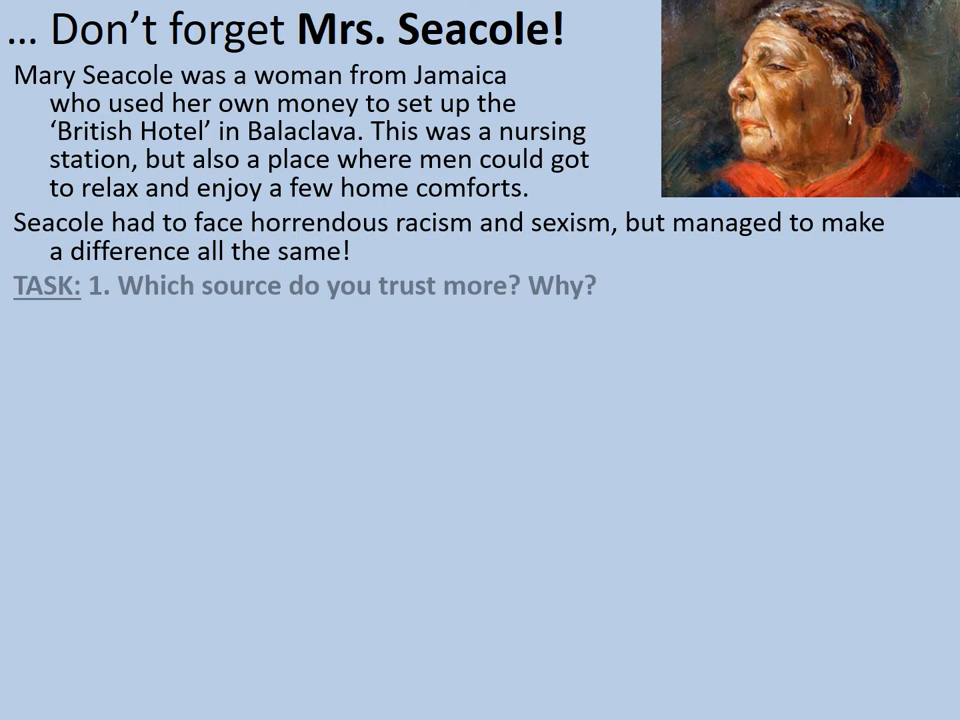 … Don’t forget Mrs. Seacole!
Mary Seacole was a woman from Jamaica
who used her own money to set up the
‘British Hotel’ in Balaclava. This was a nursing
station, but also a place where men could got
to relax and enjoy a few home comforts.
Seacole had to face horrendous racism and sexism, but managed to make
a difference all the same!
TASK: 1. Which source do you trust more? Why?